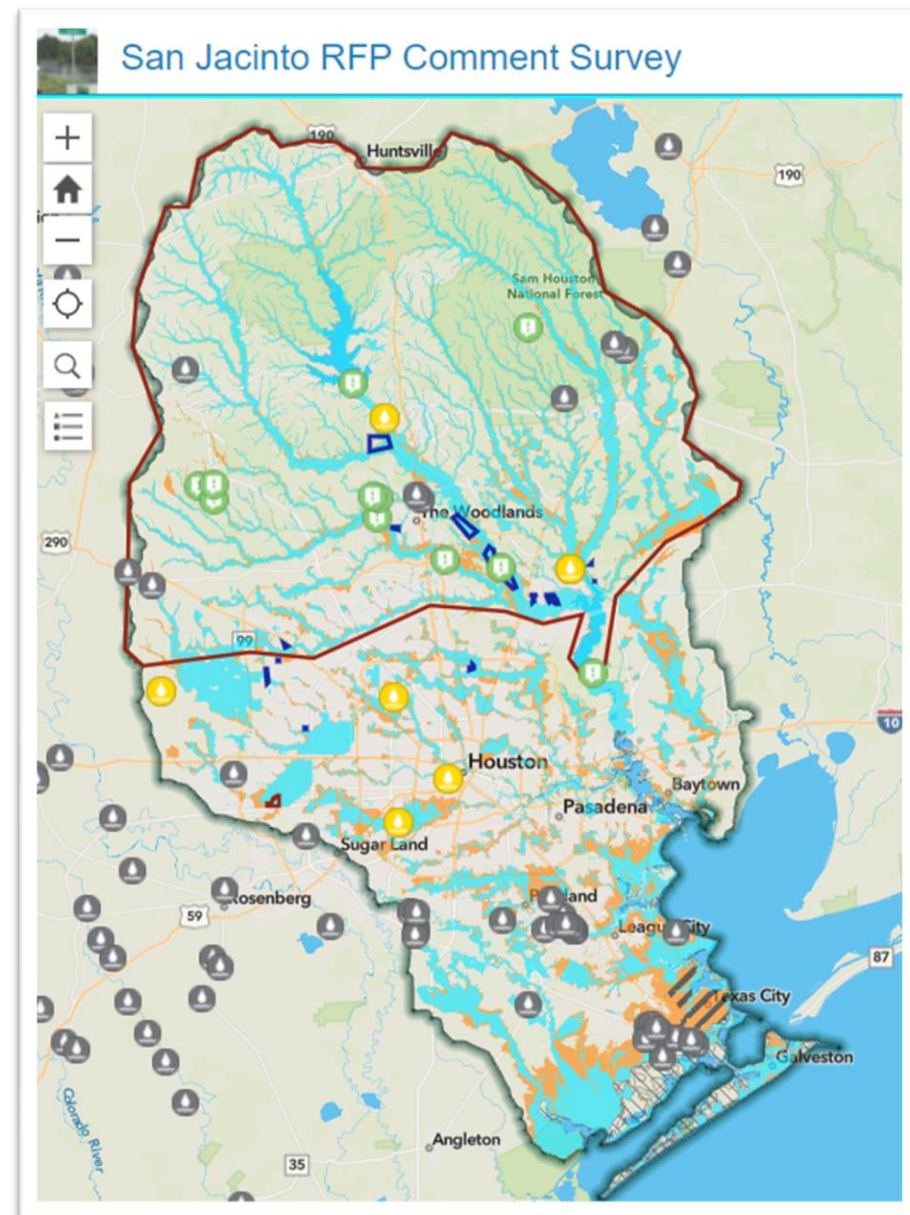 San Jacinto RFP Comment Survey
190
Huntsville
190
Sam Houston
National Forest
The Woodlands
290
99
10
Houston
Baytown
Pasadena
Sugar Land
Rosenberg
59
League City
87
Texas City
Galveston
Colorado River
Angleton
35